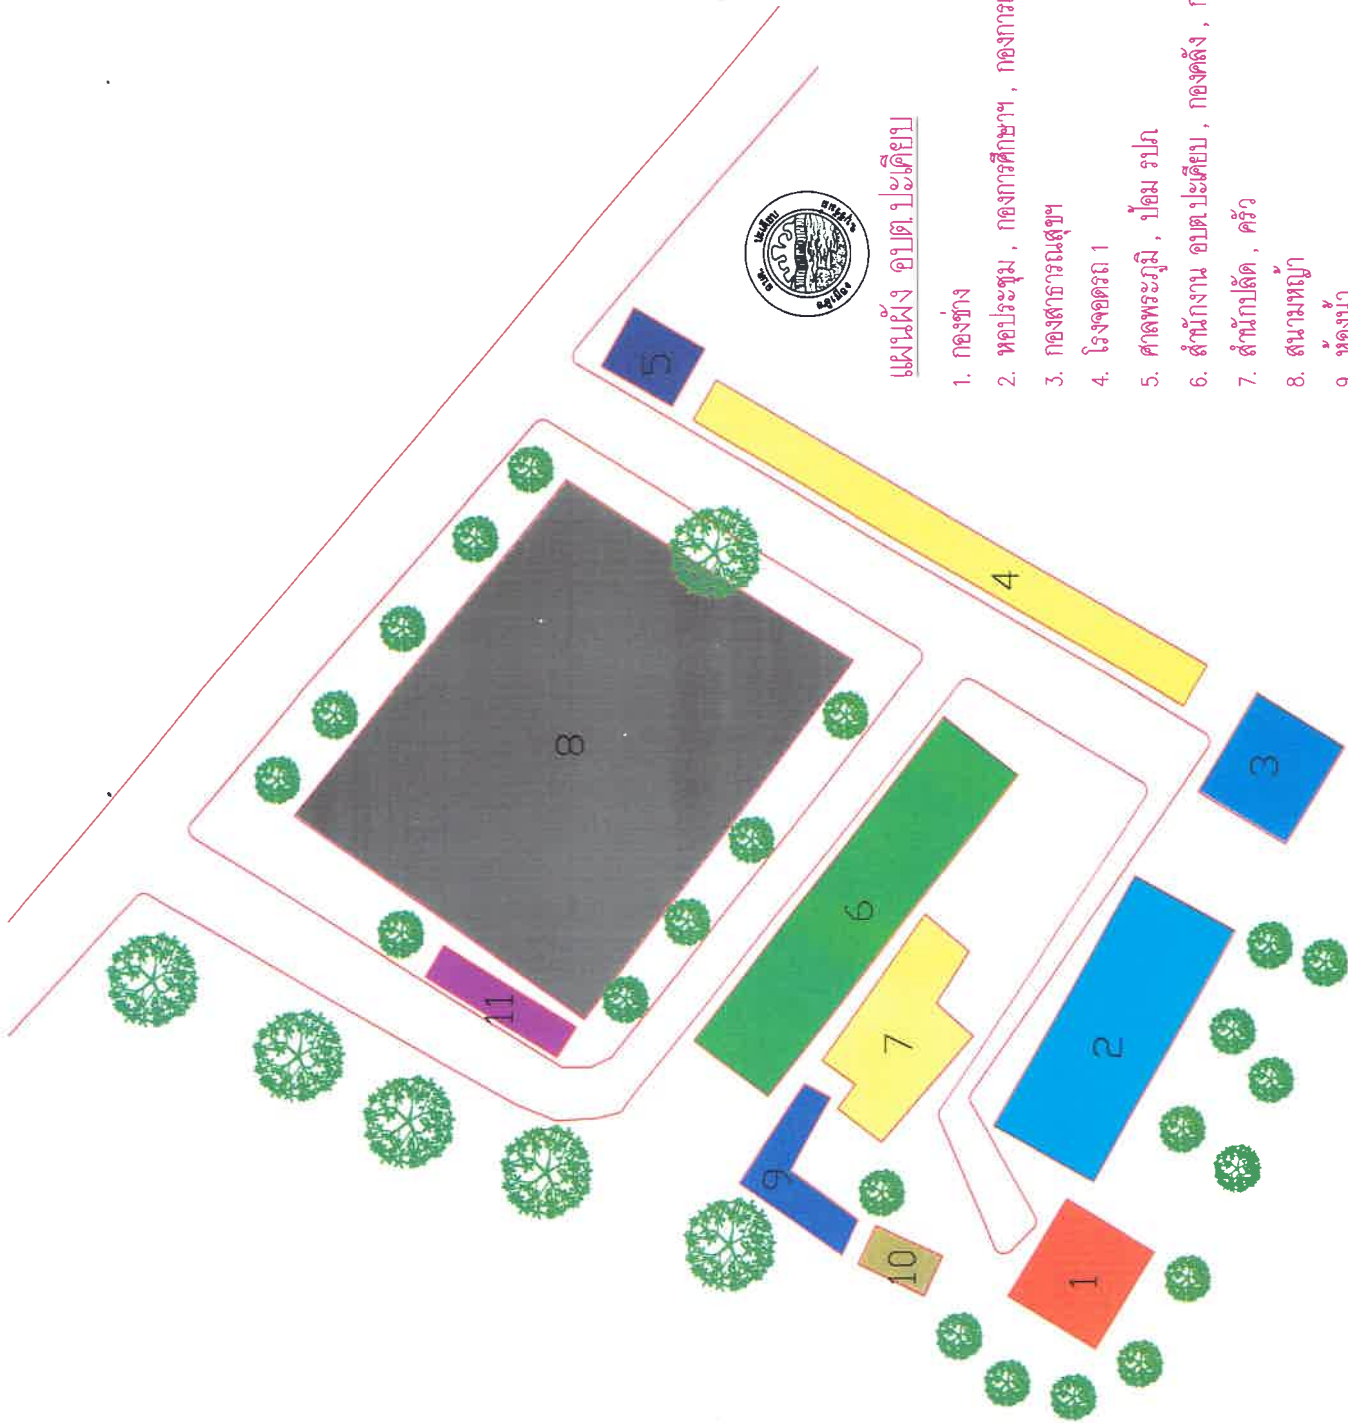 แผนผัง อบต.ปะเคียบ
1. กองช่าง
2. หอประชุม , กองการศึกษาฯ ,
3. กองสาธารณสุขฯ
4. โรงจอดรถ 1
5. ศาลพระภูมิ , ป้อม รปภ
6. สำนักงาน อบต.ปะเคียบ , กองคลัง ,
7. สำนักปลัด , ครัว
8. สนามหญ้า
9. ห้องน้ำ
5
4
8
3
6
11
7
2
9
10
1